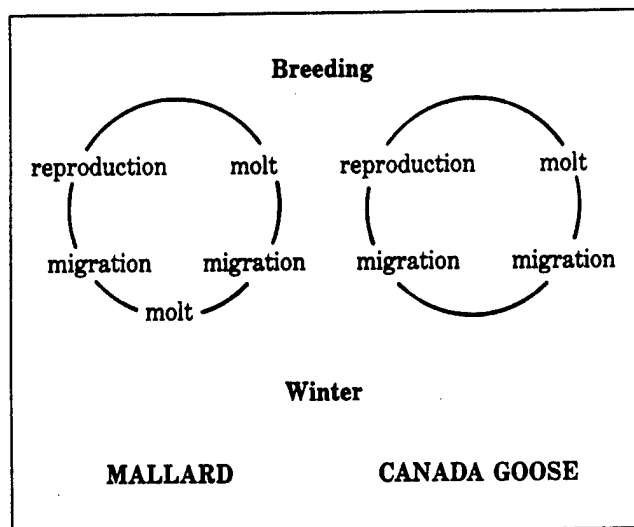 Breeding
reproduction molt reproduction molt
migration migration migration migration
molt
Winter
MALLARD CANADA GOOSE